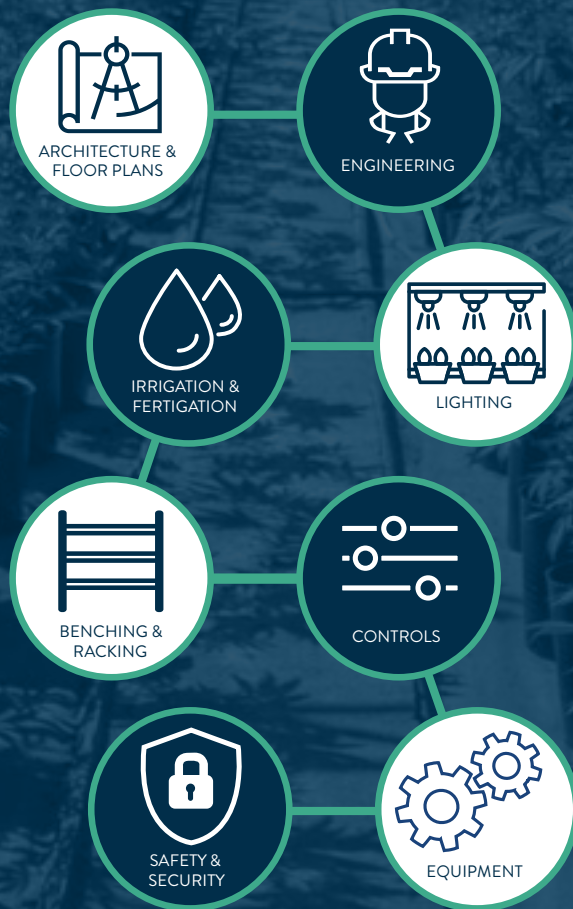 ARCHITECTURE &
FLOOR PLANS
ENGINEERING
LIGHTING
IRRIGATION &
FERTIGATION
BENCHING &
RACKING
CONTROLS
EQUIPMENT
SAFETY &
SECURITY